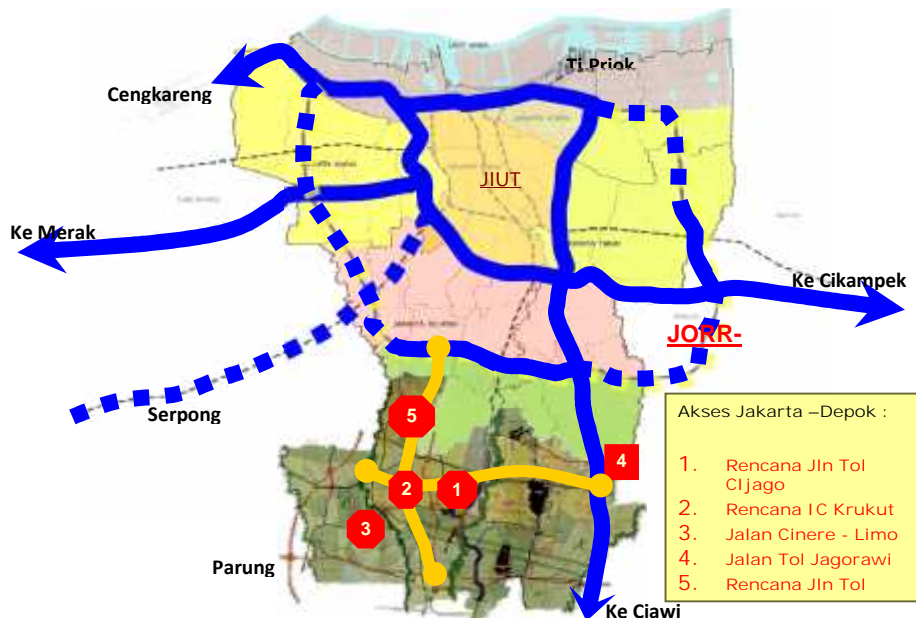 Tj Priok
Cengkareng
JIUT
Ke Merak
Ke Cikampek
JORR-
Serpong
5
4
2
1
3
Parung
Ke Ciawi
Akses Jakarta –Depok :
1. Rencana Jln Tol
CIjago
2. Rencana IC Krukut
3. Jalan Cinere - Limo
4. Jalan Tol Jagorawi
5. Rencana Jln Tol